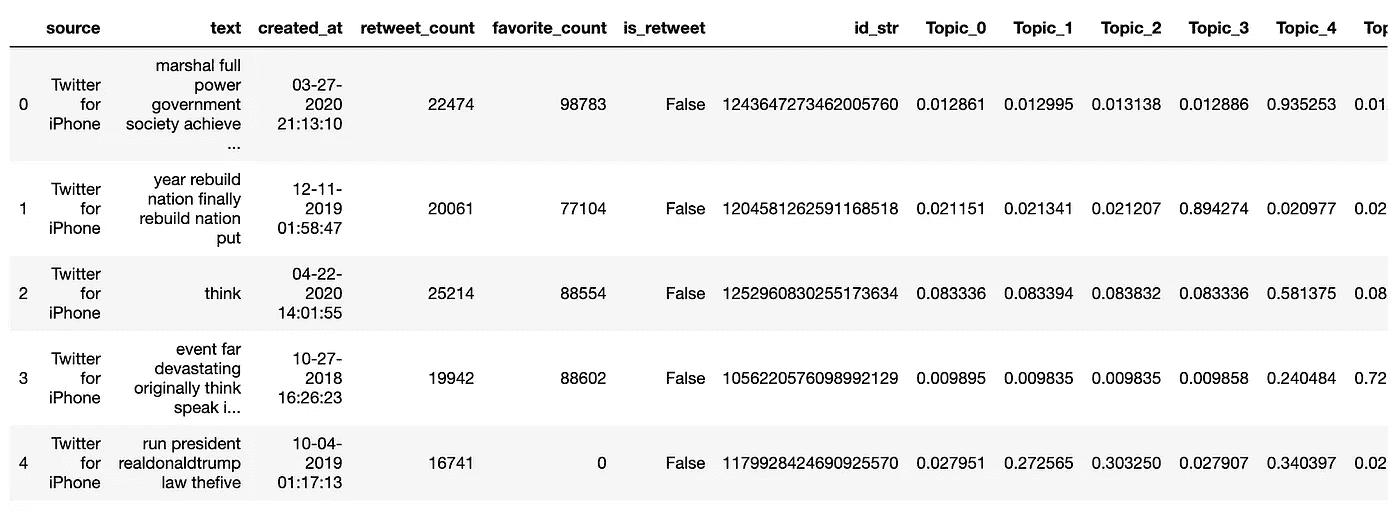 source text created_at retweet_count favorite_count is_retweet id_str Topic_0 Topic_1 Topic_2 Topic_3 Topic_4 Top
marshal full
Twitter power 03-27-
0 for government 2020 22474 98783 False 1243647273462005760 0.012861 0.012995 0.013138 0.012886 0.935253 0.01
iPhone society achieve 21:13:10
...
year rebuild
Twitter nation finally 12-11-
1 for rebuild nation 2019 20061 77104 False 1204581262591168518 0.021151 0.021341 0.021207 0.894274 0.020977 0.02
iPhone put 01:58:47
Twitter 04-22-
2 for think 2020 25214 88554 False 1252960830255173634 0.083336 0.083394 0.083832 0.083336 0.581375 0.08
iPhone 14:01:55
event far
Twitter devastating 10-27-
3 for originally think 2018 19942 88602 False 1056220576098992129 0.009895 0.009835 0.009835 0.009858 0.240484 0.72
iPhone speak i... 16:26:23
Twitter run president 10-04-
4 for realdonaldtrump 2019 16741 0 False 1179928424690925570 0.027951 0.272565 0.303250 0.027907 0.340397 0.02
iPhone law thefive 01:17:13